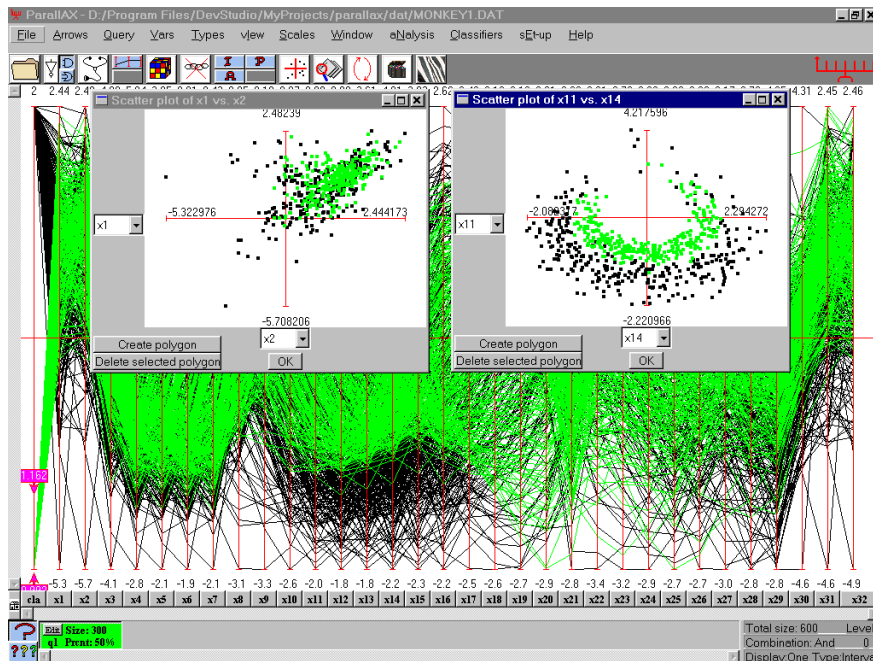 ParallAX - D:/Program Files/DevStudio/MyProjects/parallax/dat/MONKEY1.DAT
File Arrows Query Vars Types vIew Scales Window aNalysis Classifiers sEt-up Help
I P
A
2 2.44 2.4 4.31 2.45 2.46
Scatter plot of x1 vs. x2
2.48239
-5.322976
2.444173
x1
-5.708206
x2
Create polygon
Delete selected polygon
OK
Scatter plot of x11 vs. x14
4.217596
2.294272
x11
-2.220966
x14
Create polygon
Delete selected polygon
OK
1.162
-5.3 -5.7 -4.1 -2.8 -2.1 -1.9 -2.1 -3.1 -3.3 -2.6 -2.0 -1.8 -1.8 -2.2 -2.3 -2.6 -2.5 -2.7 -2.9 -2.8 -3.4 -3.2 -2.9 -2.7 -3.0 -2.8 -2.8 -4.6 -4.6 -4.9
cla x1 x2 x3 x4 x5 x6 x7 x8 x9 x10 x11 x12 x13 x14 x15 x16 x17 x18 x19 x20 x21 x22 x23 x24 x25 x26 x27 x28 x29 x30 x31 x32
? Edit Size: 300
q1 Prcnt: 50%
???
Total size: 600 Level
Combination: And 0
Display:One Type:Interva